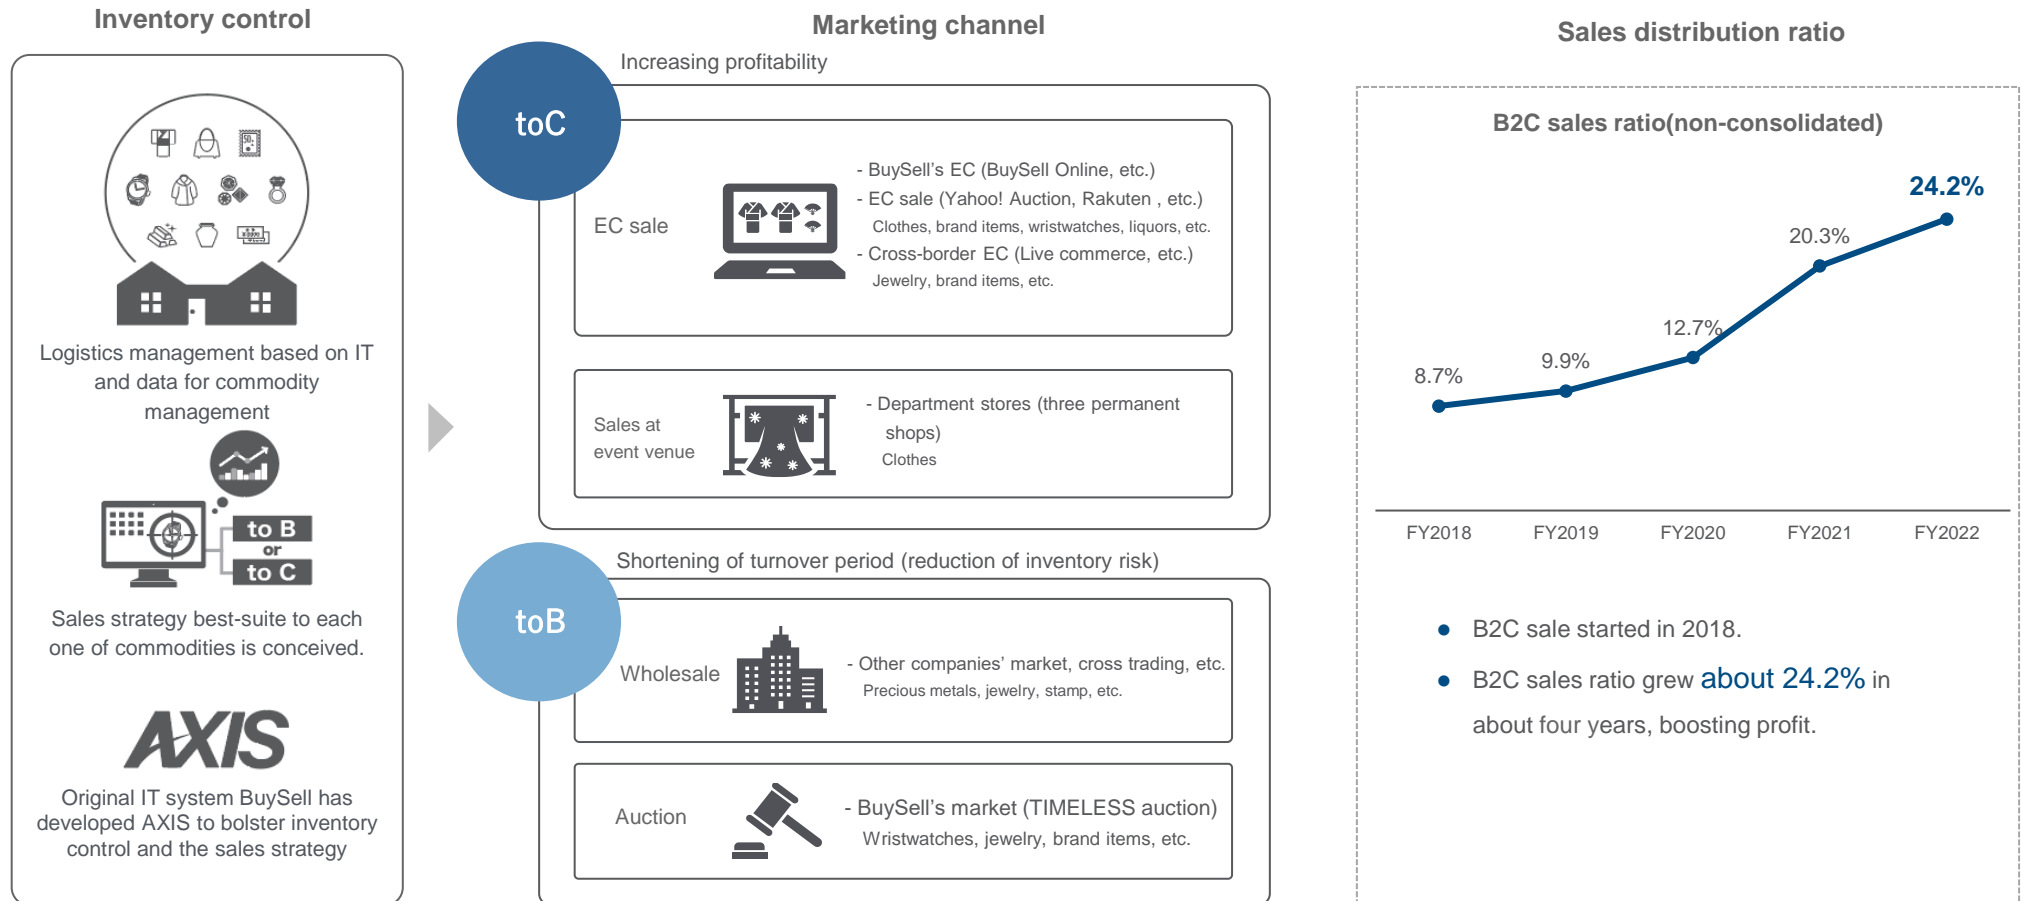 Inventory control
Logistics management based on IT
and data for commodity
management
to B
or
to C
Sales strategy best-suite to each
one of commodities is conceived.
AXIS
Original IT system BuySell has
developed AXIS to bolster inventory
control and the sales strategy
Marketing channel
toC
Increasing profitability
EC sale
- BuySell’s EC (BuySell Online, etc.)
- EC sale (Yahoo! Auction, Rakuten , etc.)
Clothes, brand items, wristwatches, liquors, etc.
- Cross-border EC (Live commerce, etc.)
Jewelry, brand items, etc.
Sales at
event venue
- Department stores (three permanant
shops)
Clothes
toB
Shortening of turnover period (reduction of inventory risk)
Wholesale
- Other companies’ market, cross trading, etc.
Precious metals, jewelry, stamp, etc.
Auction
- BuySell’s market (TIMELESS auction)
Wristwatches, jewelry, brand items, etc.
Sales distribution ratio
B2C sales ratio(non-consolidated)
8.7%
9.9%
12.7%
20.3%
24.2%
FY2018
FY2019
FY2020
FY2021
FY2022
● B2C sale started in 2018.
● B2C sales ratio grew about 24.2% in
about four years, boosting profit.